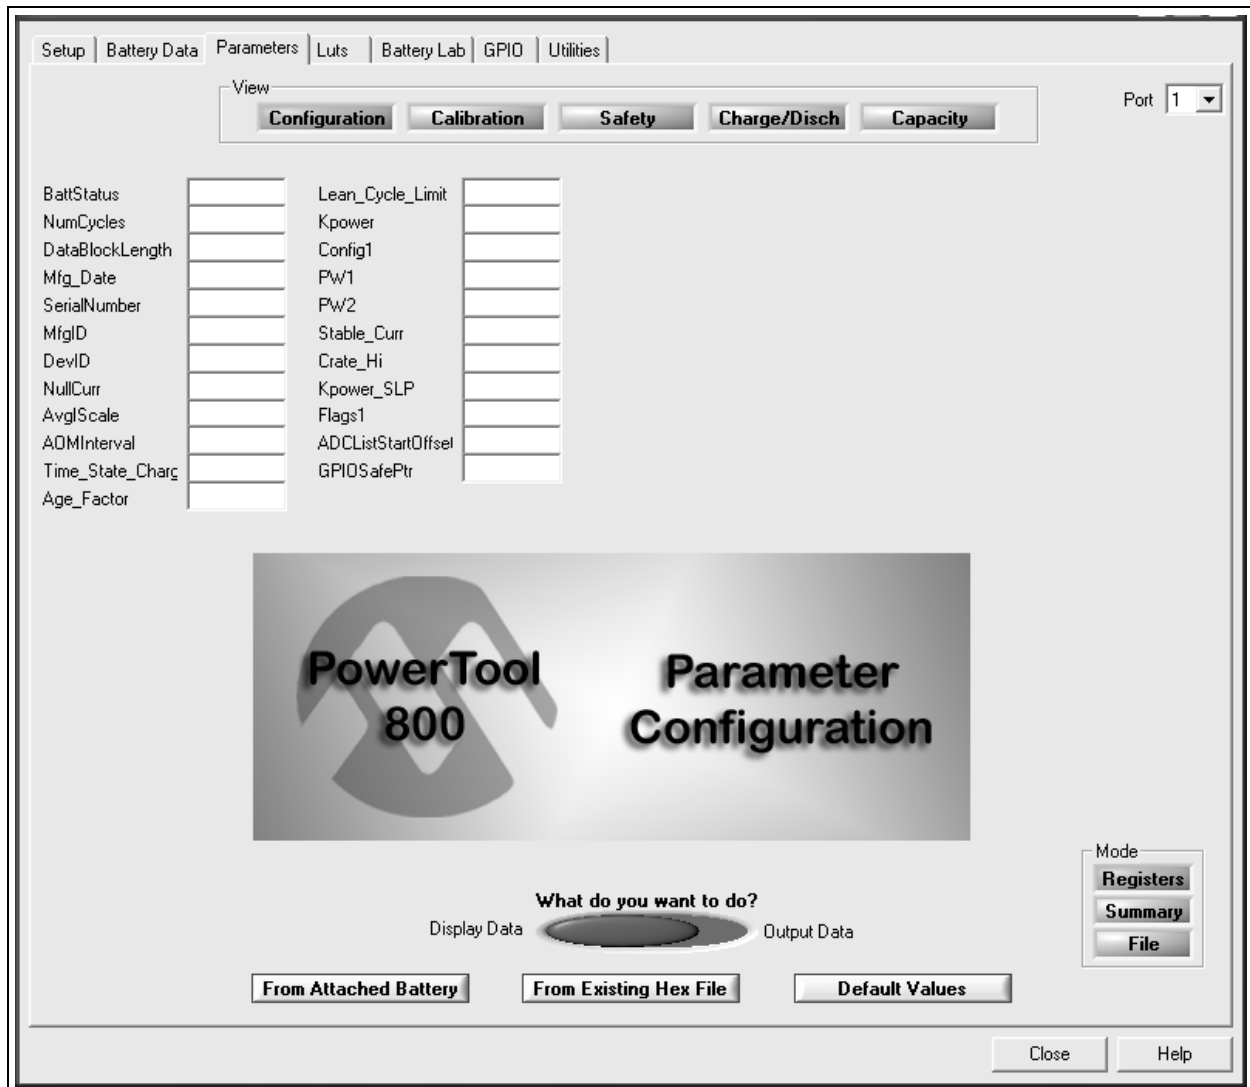 Setup Battery Data Parameters Luts Battery Lab GPIO Utilities
View
Port 1
Configuration Calibration Safety Charge/Disch Capacity
BattStatus Lean_Cycle_Limit
NumCycles Kpower
DataBlockLength Config1
Mfg_Date PW1
SerialNumber PW2
MfgID Stable_Curr
DevID Crate_Hi
NullCurr Kpower_SLP
AvgIScale Flags1
AOMInterval ADCListStartOffset
Time_State_Charg GPIOSafePtr
Age_Factor
PowerTool Parameter
800 Configuration
Mode
Registers
Summary
File
What do you want to do?
Display Data Output Data
From Attached Battery From Existing Hex File Default Values
Close Help